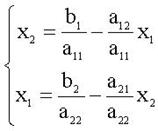 x₂ = b₁/a₁₁ − a₁₂/a₁₁ x₁
x₁ = b₂/a₂₂ − a₂₁/a₂₂ x₂